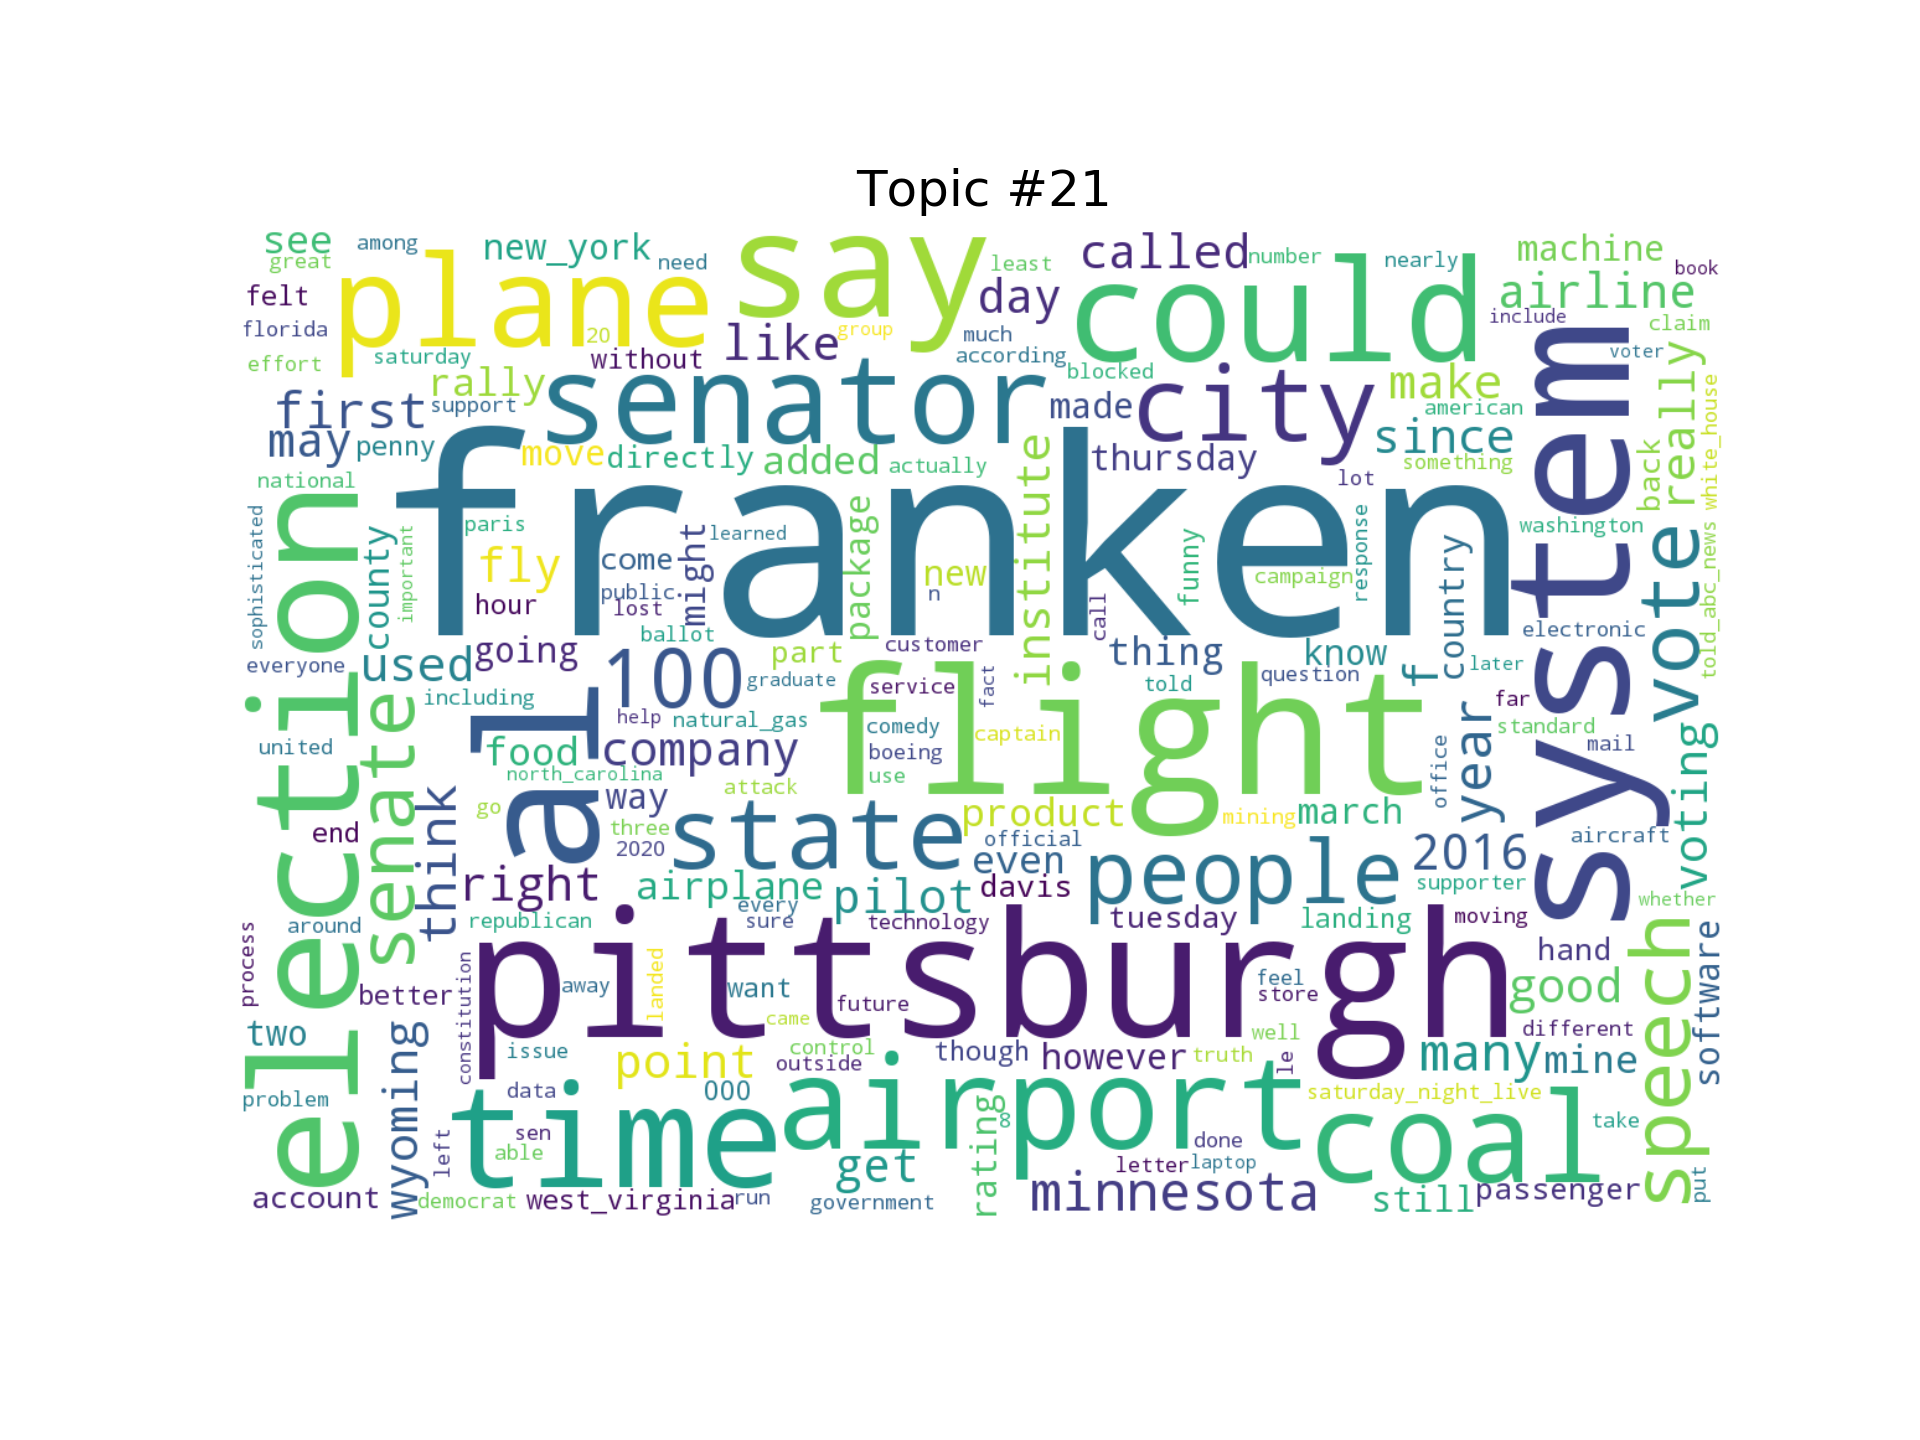 Topic #21
see
among
new_york
say
called
number
nearly
machine
great
need
least
book
felt
plane
day
could
airline
florida
20
like
group
much
include
claim
effort
saturday
without
according
blocked
voter
rally
senator
city
make
really
white_house
first
support
made
american
since
may
penny
move
directly
added
actually
thursday
something
back
system
national
franken
institute
lot
election
sophisticated
county
important
paris
learned
package
funny
response
washington
vote
told_abc_news
fly
come
might
new
campaign
country
hour
public
lost
n
call
ballot
electronic
everyone
used
going
100
part
customer
thing
know
f
later
senate
including
al
graduate
service
fact
told
question
far
help
natural_gas
flight
year
standard
united
food
company
comedy
captain
office
mail
voting
north_carolina
boeing
attack
use
think
go
way
state
product
mining
march
end
three
2020
official
even
people
2016
aircraft
right
airplane
pilot
davis
supporter
whether
around
republican
every
sure
technology
tuesday
landing
moving
process
pittsburgh
hand
speech
software
better
constitution
away
landed
want
future
feel
store
good
two
wyoming
came
well
different
issue
point
control
outside
though
however
truth
le
many
mine
problem
data
000
time
airport
rating
8
saturday_night_live
coal
take
left
sen
able
get
done
letter
laptop
account
democrat
west_virginia
run
government
minnesota
still
passenger
put